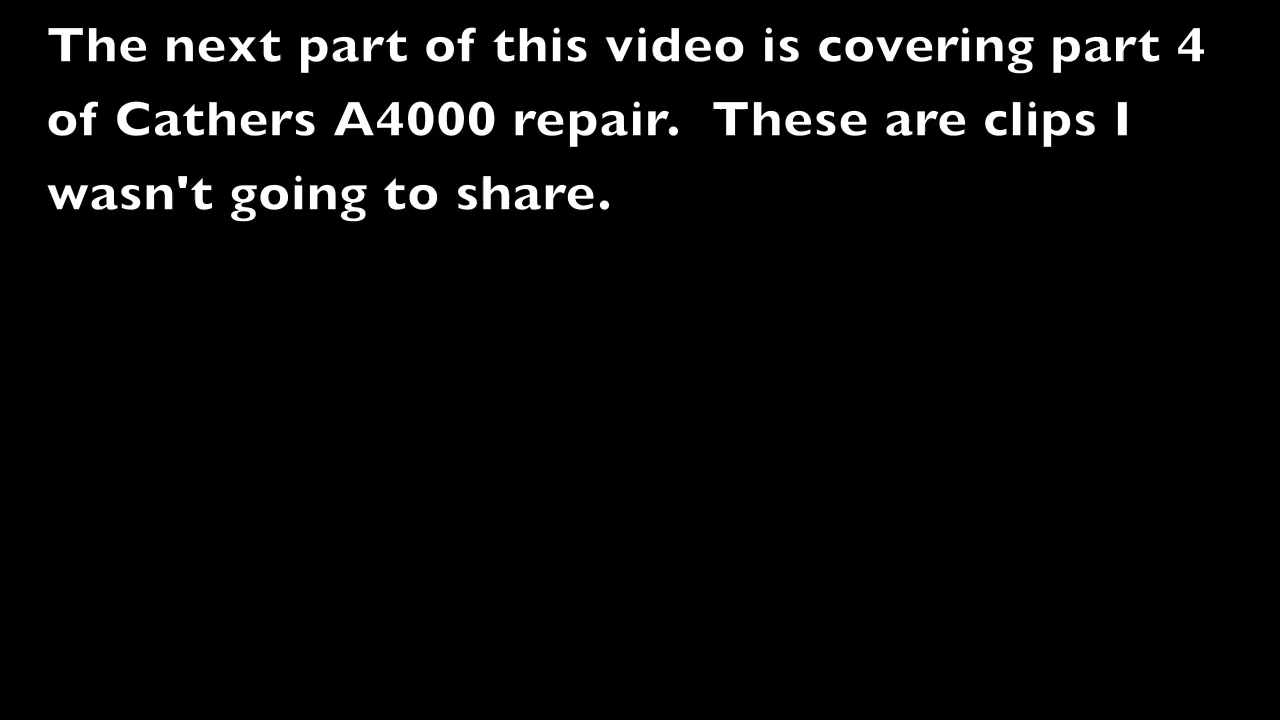 The next part of this video is covering part 4
of Cathers A4000 repair.  These are clips I
wasn't going to share.